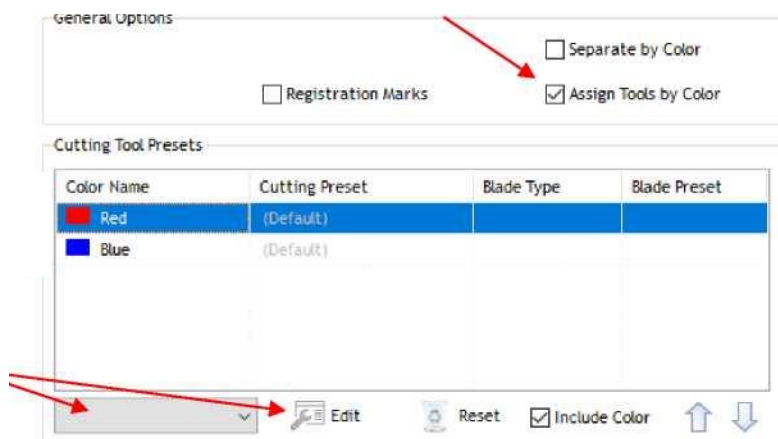 General Options
Separate by Color
Registration Marks Assign Tools by Color
Cutting Tool Presets
Color Name Cutting Preset Blade Type Blade Preset
Red (Default)
Blue (Default)
Edit Reset Include Color